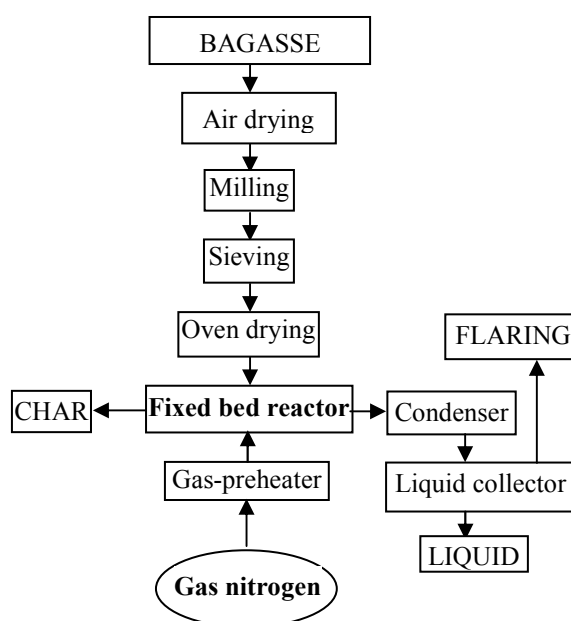 BAGASSE
Air drying
Milling
Sieving
Oven drying
FLARING
CHAR
Fixed bed reactor
Condenser
Gas-preheater
Liquid collector
LIQUID
Gas nitrogen